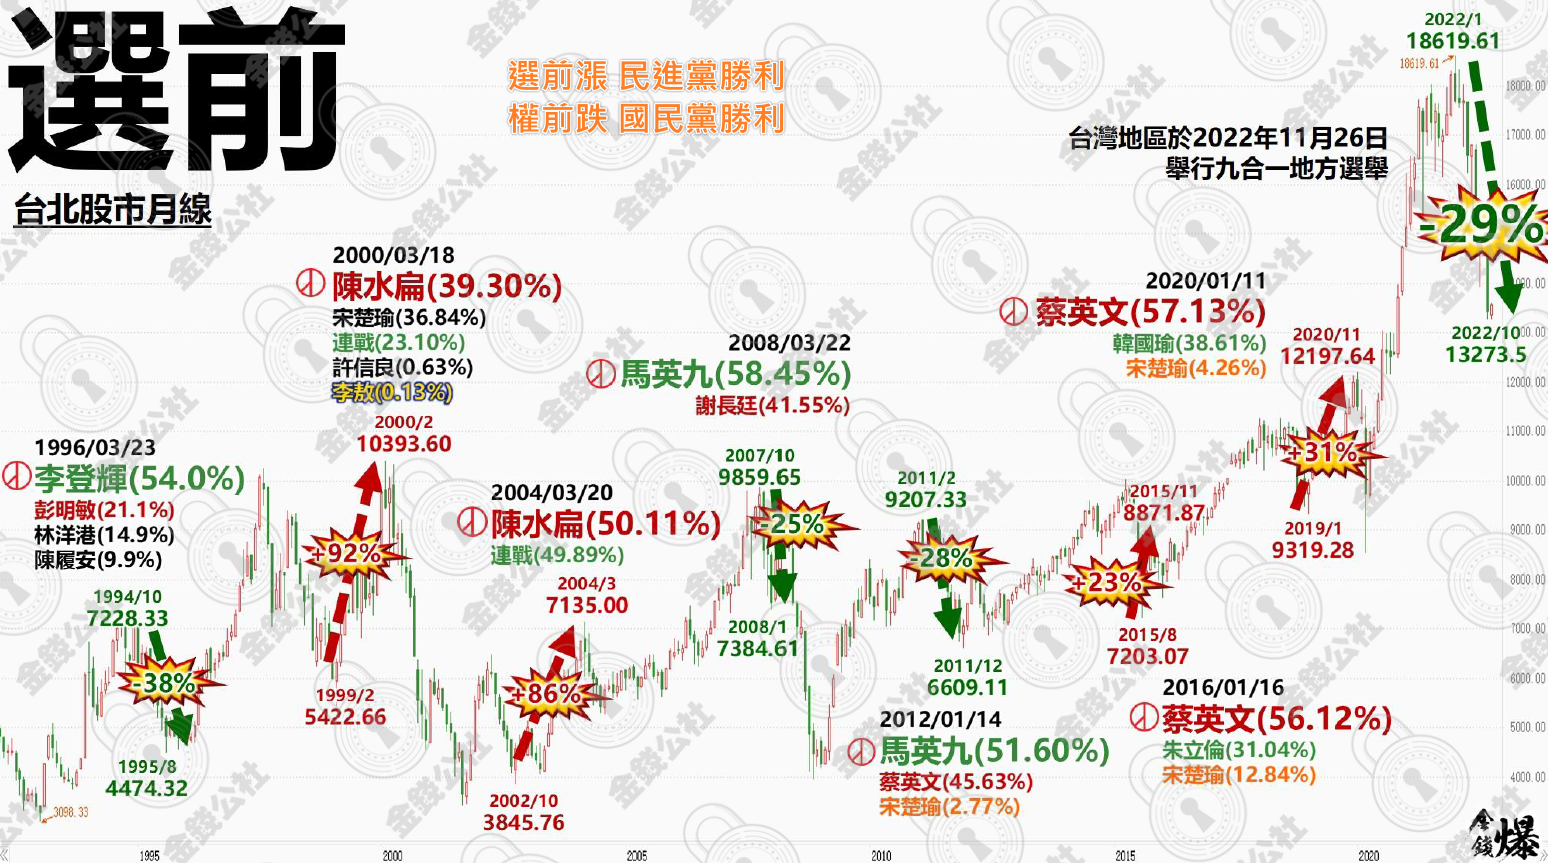 選前
選前漲 民進黨勝利
權前跌 國民黨勝利
台北股市月線
台灣地區於2022年11月26日
舉行九合一地方選舉
1996/03/23
李登輝(54.0%)
彭明敏(21.1%)
林洋港(14.9%)
陳履安(9.9%)
1994/10
7228.33
-38%
1995/8
4474.32
3098.33
2000/03/18
陳水扁(39.30%)
宋楚瑜(36.84%)
連戰(23.10%)
許信良(0.63%)
李敖(0.13%)
2000/2
10393.60
+92%
1999/2
5422.66
2004/03/20
陳水扁(50.11%)
連戰(49.89%)
2004/3
7135.00
+86%
2002/10
3845.76
2008/03/22
馬英九(58.45%)
謝長廷(41.55%)
2007/10
9859.65
-25%
2008/1
7384.61
2011/2
9207.33
-28%
2011/12
6609.11
2012/01/14
馬英九(51.60%)
蔡英文(45.63%)
宋楚瑜(2.77%)
2015/11
8871.87
+23%
2015/8
7203.07
2016/01/16
蔡英文(56.12%)
朱立倫(31.04%)
宋楚瑜(12.84%)
2020/01/11
蔡英文(57.13%)
韓國瑜(38.61%)
宋楚瑜(4.26%)
2020/11
12197.64
+31%
2019/1
9319.28
2022/1
18619.61
18619.61
-29%
2022/10
13273.5
18000.00
17000.00
16000.00
12000.00
11000.00
10000.00
9000.00
8000.00
7000.00
6000.00
5000.00
4000.00
1995
2000
2005
2010
2015
2020
金錢爆
金錢公社